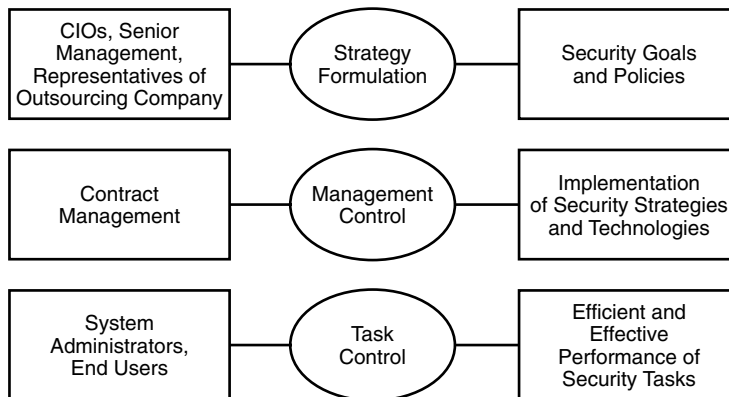 CIOs, Senior
Management,
Representatives of
Outsourcing Company
Strategy
Formulation
Security Goals
and Policies
Contract
Management
Management
Control
Implementation
of Security Strategies
and Technologies
System
Administrators,
End Users
Task
Control
Efficient and
Effective
Performance of
Security Tasks